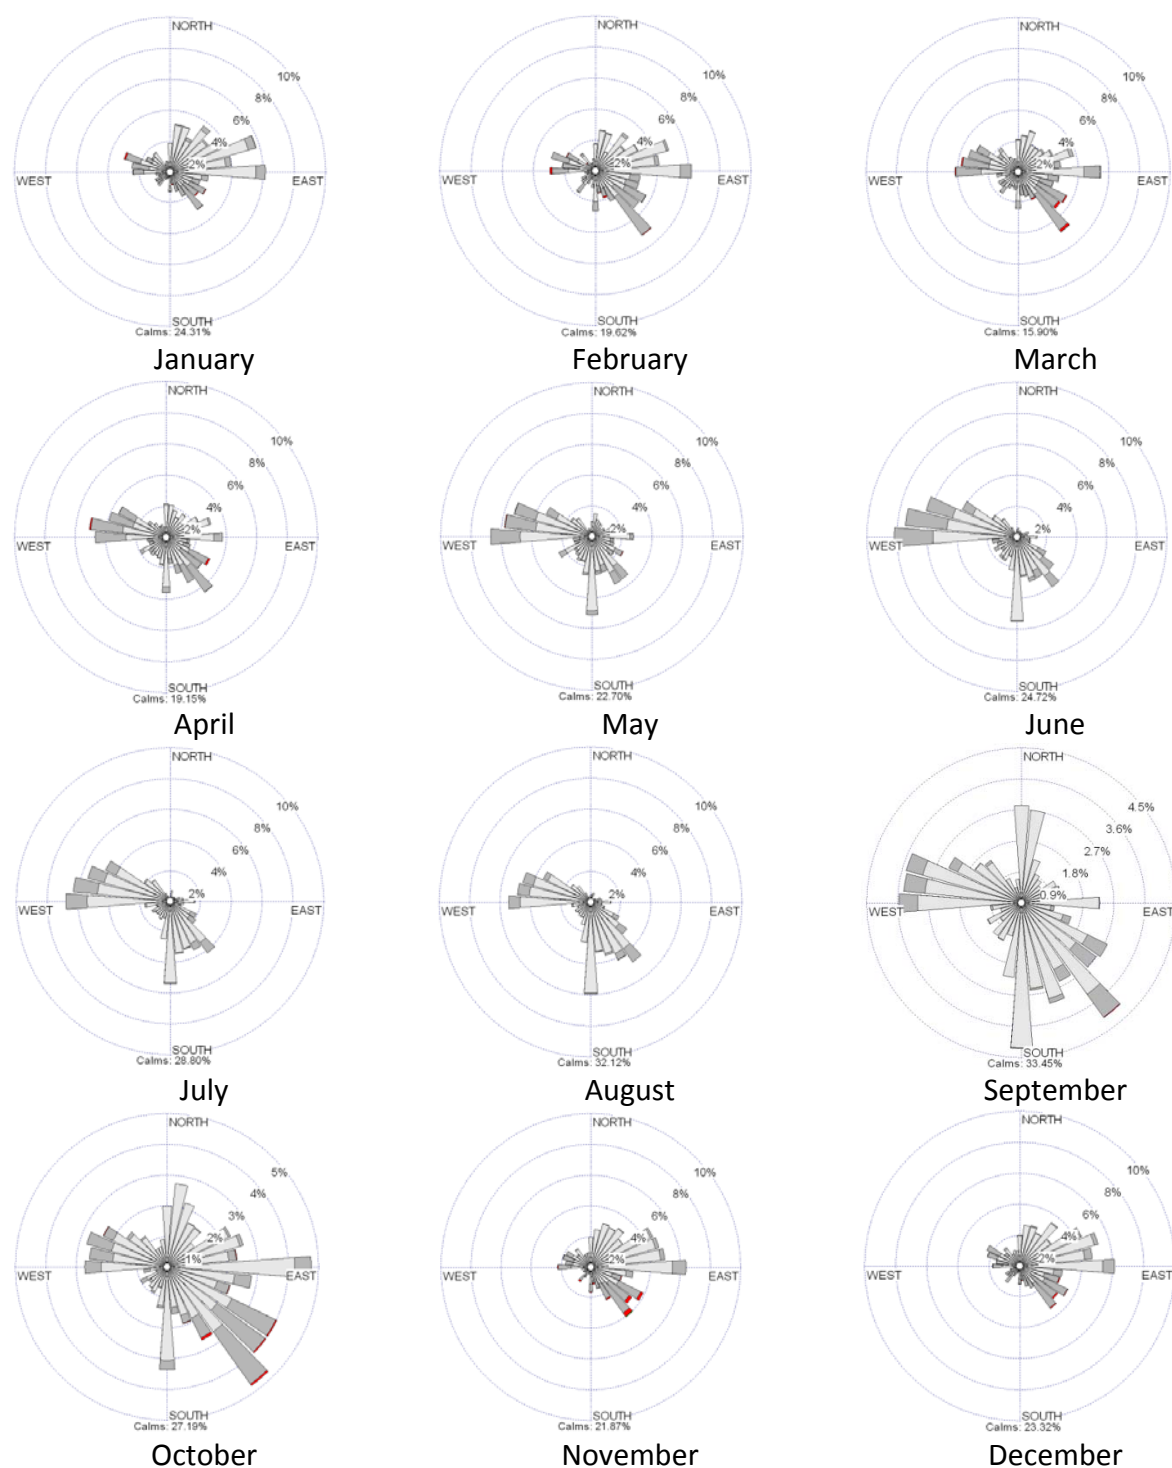 NORTH
10%
8%
6%
4%
2%
WEST
EAST
SOUTH
Calms: 24.31%
January
NORTH
10%
8%
6%
4%
2%
WEST
EAST
SOUTH
Calms: 19.62%
February
NORTH
10%
8%
6%
4%
2%
WEST
EAST
SOUTH
Calms: 15.90%
March
NORTH
10%
8%
6%
4%
2%
WEST
EAST
SOUTH
Calms: 19.15%
April
NORTH
10%
8%
6%
4%
2%
WEST
EAST
SOUTH
Calms: 22.70%
May
NORTH
10%
8%
6%
4%
2%
WEST
EAST
SOUTH
Calms: 24.72%
June
NORTH
10%
8%
6%
4%
2%
WEST
EAST
SOUTH
Calms: 28.80%
July
NORTH
10%
8%
6%
4%
2%
WEST
EAST
SOUTH
Calms: 32.12%
August
NORTH
4.5%
3.6%
2.7%
1.8%
0.9%
WEST
EAST
SOUTH
Calms: 33.45%
September
NORTH
5%
4%
3%
2%
1%
WEST
EAST
SOUTH
Calms: 27.19%
October
NORTH
10%
8%
6%
4%
2%
WEST
EAST
SOUTH
Calms: 21.87%
November
NORTH
10%
8%
6%
4%
2%
WEST
EAST
SOUTH
Calms: 23.32%
December